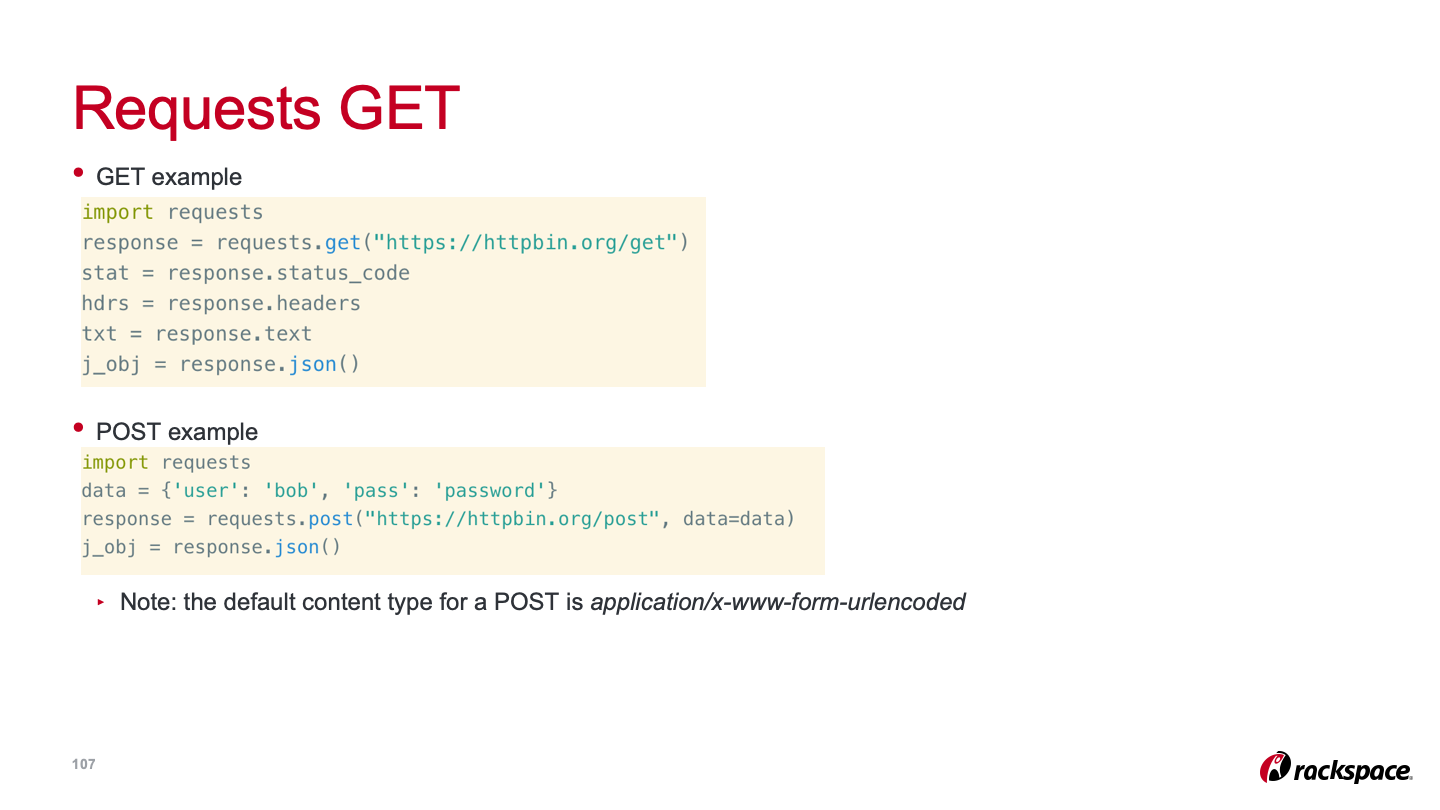 Requests GET
• GET example
import requests
response = requests.get("https://httpbin.org/get")
stat = response.status_code
hdrs = response.headers
txt = response.text
j_obj = response.json()
• POST example
import requests
data = {'user': 'bob', 'pass': 'password'}
response = requests.post("https://httpbin.org/post", data=data)
j_obj = response.json()
‣ Note: the default content type for a POST is application/x-www-form-urlencoded
107
rackspace.